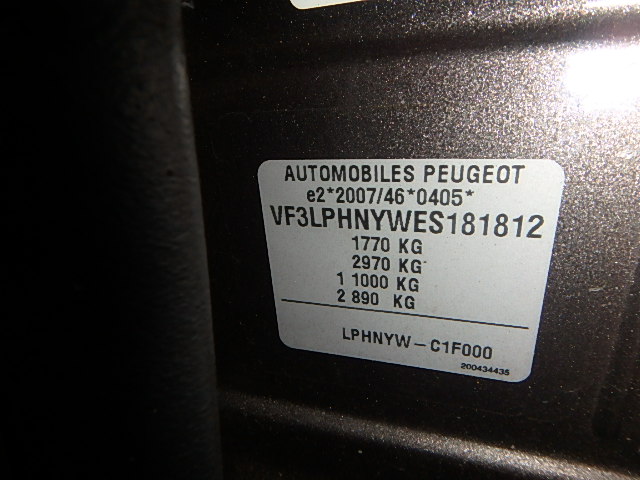 AUTOMOBILES PEUGEOT
e2*2007/46*0405*
VF3LPHNYWES181812
1770 KG
2970 KG
1 1000 KG
2 890 KG
LPHNYW-C1F000
200434435